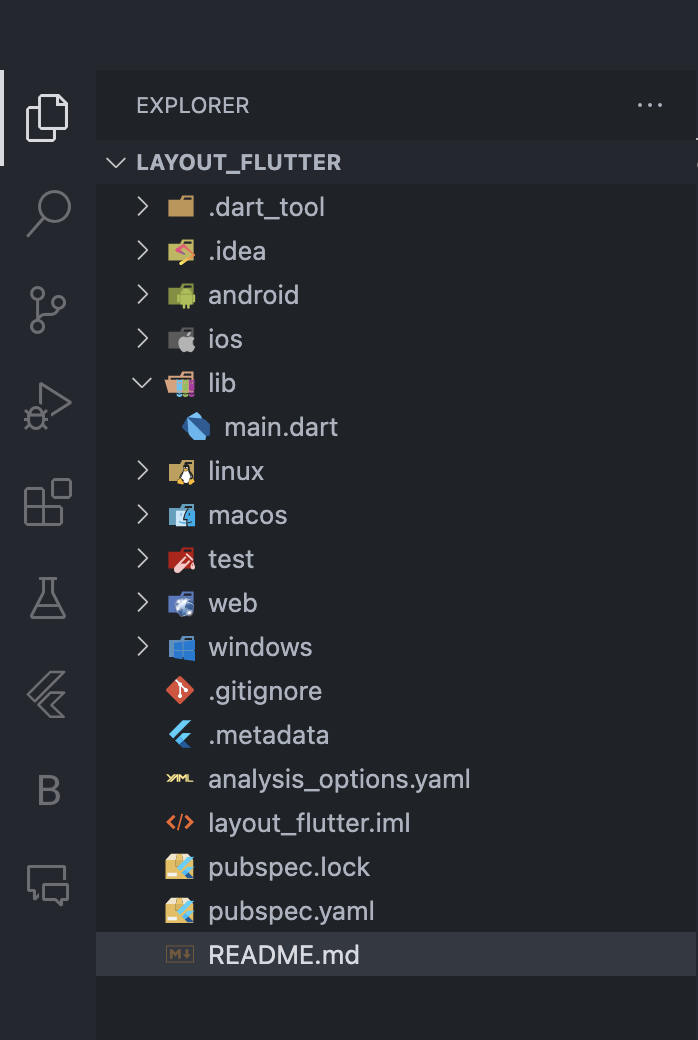 EXPLORER
LAYOUT_FLUTTER
.dart_tool
.idea
android
ios
lib
main.dart
linux
macos
test
web
windows
.gitignore
.metadata
YAML analysis_options.yaml
layout_flutter.iml
B
pubspec.lock
pubspec.yaml
M↓ README.md